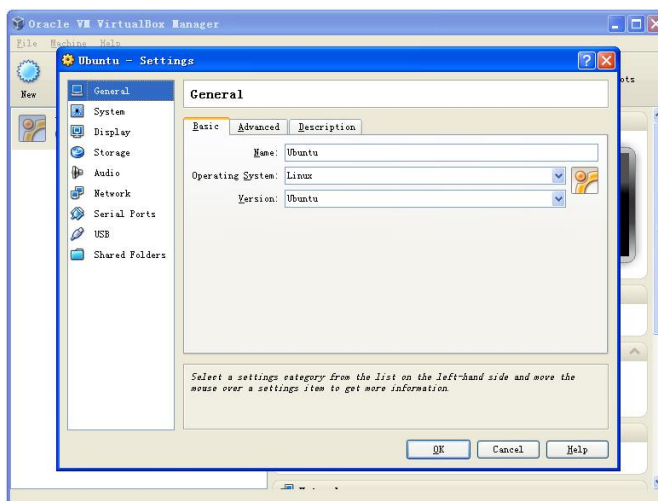 Oracle VM VirtualBox Manager
File Machine Help
Ubuntu - Settings
New
ots
General
System
Display
Storage
Audio
Network
Serial Ports
USB
Shared Folders
General
Basic Advanced Description
Name: Ubuntu
Operating System: Linux
Version: Ubuntu
Select a settings category from the list on the left-hand side and move the
mouse over a settings item to get more information.
OK Cancel Help